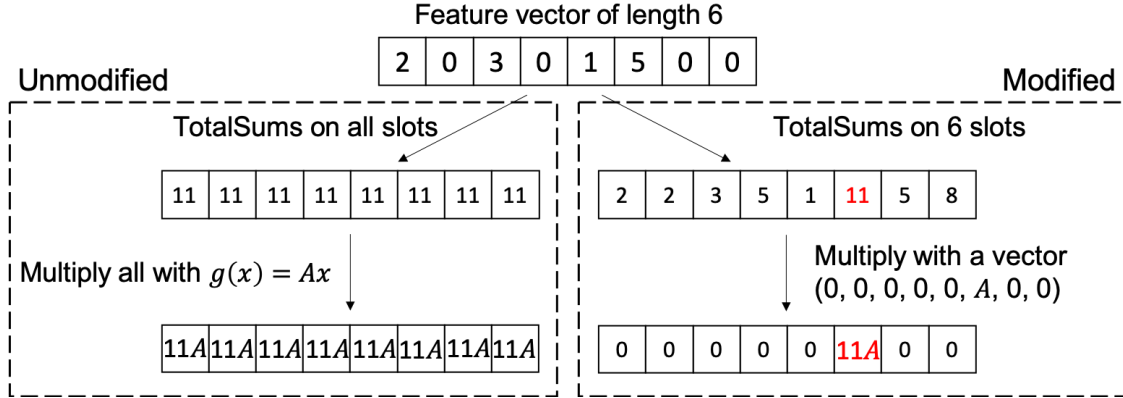 Feature vector of length 6
2 0 3 0 1 5 0 0
Unmodified
Modified
TotalSums on all slots
11 11 11 11 11 11 11 11
Multiply all with g(x) = Ax
11A 11A 11A 11A 11A 11A 11A 11A
TotalSums on 6 slots
2 2 3 5 1 11 5 8
Multiply with a vector
(0, 0, 0, 0, 0, A, 0, 0)
0 0 0 0 0 11A 0 0